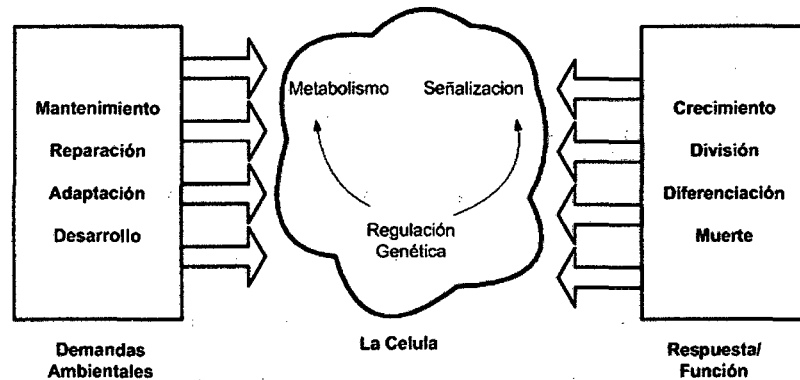 Mantenimiento
Reparación
Adaptación
Desarrollo
Demandas
Ambientales
Metabolismo
Señalizacion
Regulación
Genética
La Celula
Crecimiento
División
Diferenciación
Muerte
Respuesta/
Función